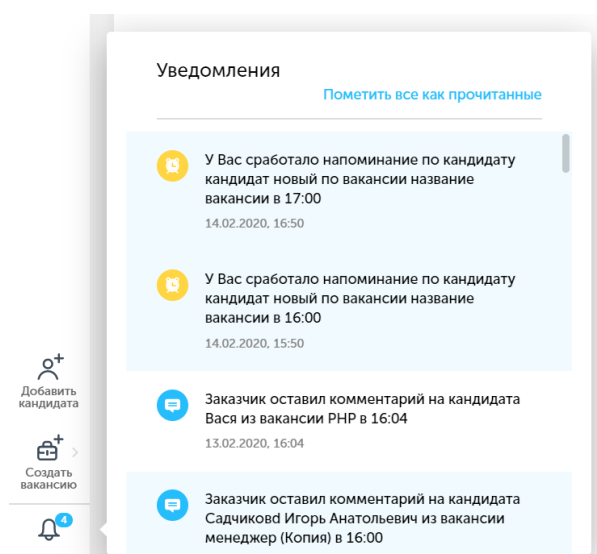 Уведомления
Пометить все как прочитанные
У Вас сработало напоминание по кандидату
кандидат новый по вакансии название
вакансии в 17:00
14.02.2020, 16:50
У Вас сработало напоминание по кандидату
кандидат новый по вакансии название
вакансии в 16:00
14.02.2020, 15:50
Заказчик оставил комментарий на кандидата
Вася из вакансии PHP в 16:04
13.02.2020, 16:04
Заказчик оставил комментарий на кандидата
Садчиковd Игорь Анатольевич из вакансии
менеджер (Копия) в 16:00
Добавить
кандидата
Создать
вакансию
4